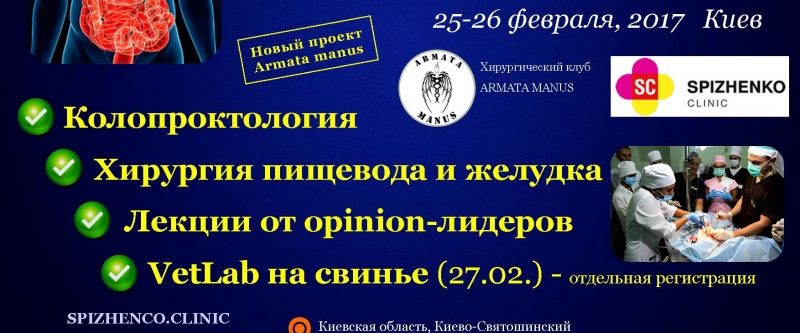 25-26 февраля, 2017 Киев
Новый проект
Armata manus
ARMATA
MANUS
Хирургический клуб
ARMATA MANUS
SC
SPIZHENKO
CLINIC
Колопроктология
Хирургия пищевода и желудка
Лекции от opinion-лидеров
VetLab на свинье (27.02.) - отдельная регистрация
SPIZHENCO.CLINIC
Киевская область, Киево-Святошинский